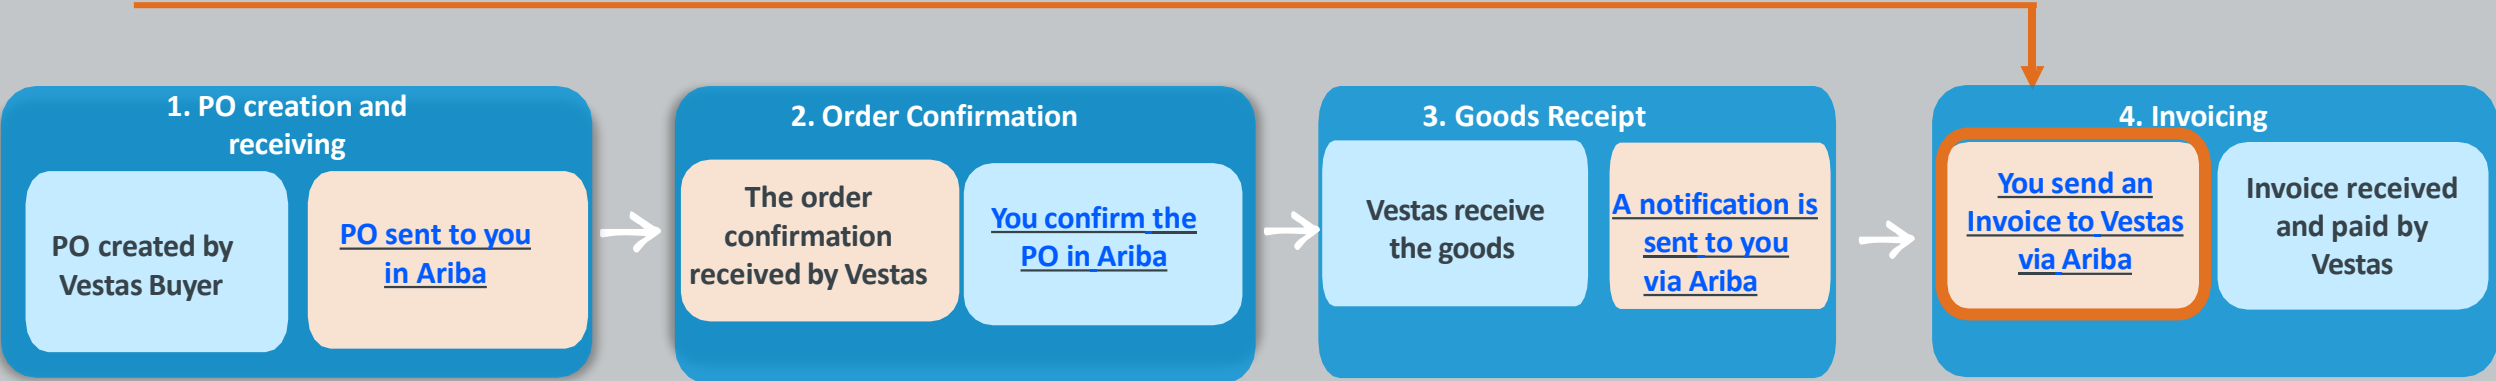 1. PO creation and
receiving
PO created by
Vestas Buyer
PO sent to you
in Ariba
2. Order Confirmation
The order
confirmation
received by Vestas
You confirm the
PO in Ariba
3. Goods Receipt
Vestas receive
the goods
A notification is
sent to you
via Ariba
4. Invoicing
You send an
Invoice to Vestas
via Ariba
Invoice received
and paid by
Vestas